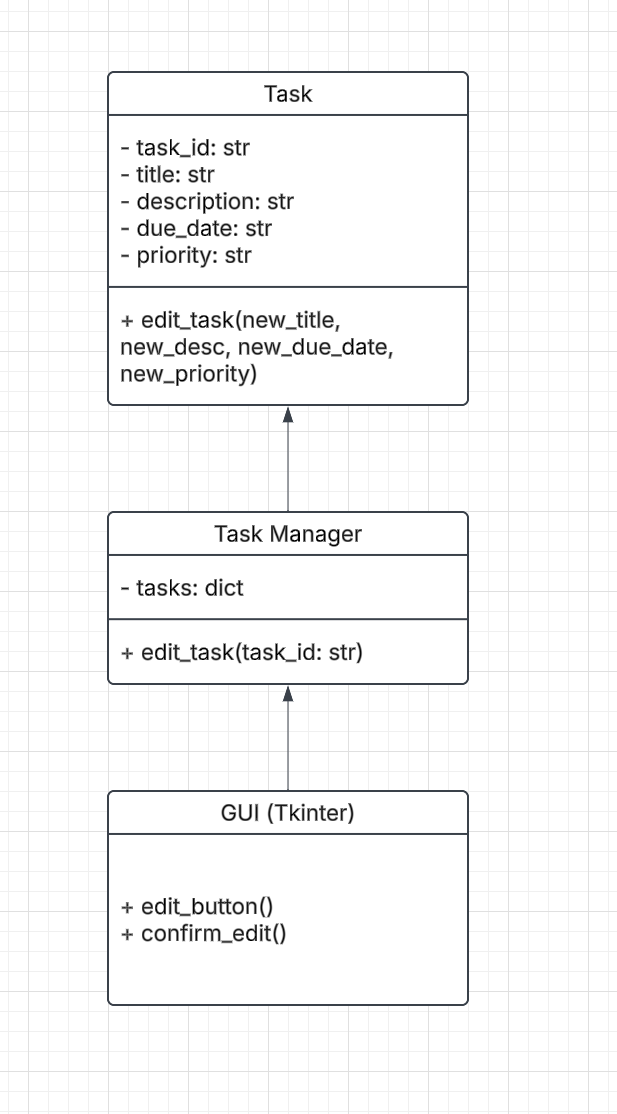 Task
- task_id: str
- title: str
- description: str
- due_date: str
- priority: str
+ edit_task(new_title,
new_desc, new_due_date,
new_priority)
Task Manager
- tasks: dict
+ edit_task(task_id: str)
GUI (Tkinter)
+ edit_button()
+ confirm_edit()